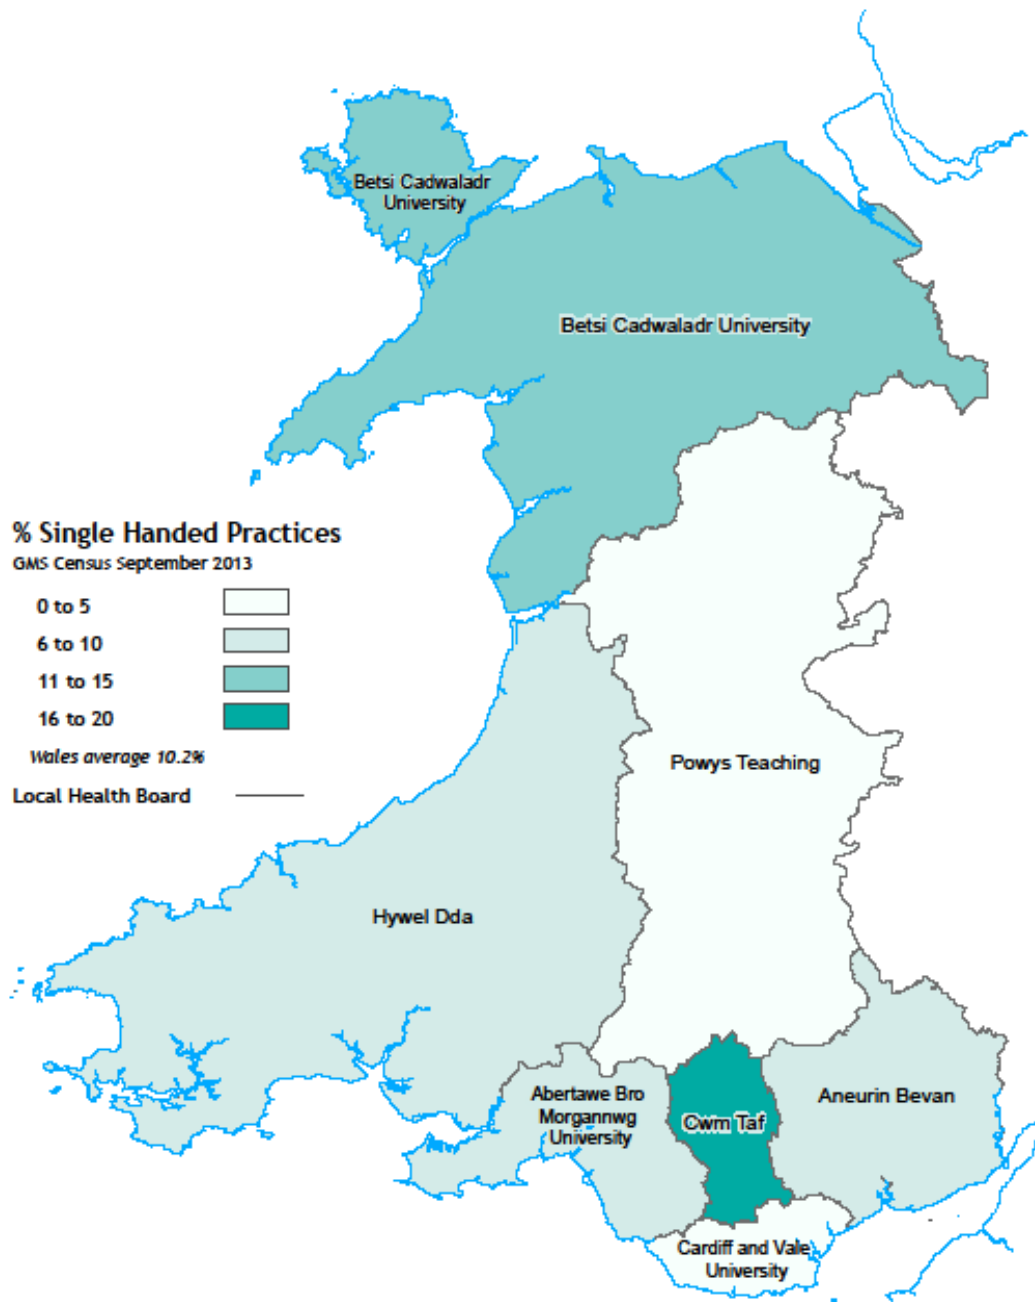 Betsi Cadwaladr
University
Betsi Cadwaladr University
% Single Handed Practices
GMS Census September 2013
0 to 5
6 to 10
11 to 15
16 to 20
Wales average 10.2%
Local Health Board
Powys Teaching
Hywel Dda
Abertawe Bro
Morgannwg
University
Cwm Taf
Aneurin Bevan
Cardiff and Vale
University